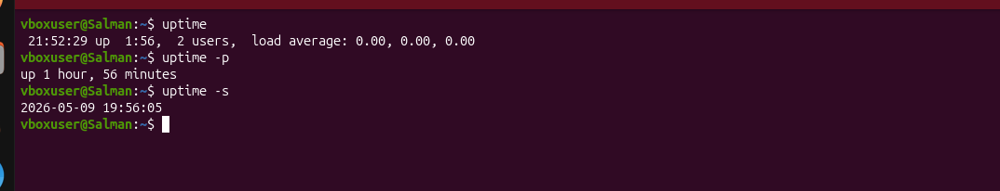 vboxuser@Salman:~$ uptime
 21:52:29 up  1:56,  2 users,  load average: 0.00, 0.00, 0.00
vboxuser@Salman:~$ uptime -p
up 1 hour, 56 minutes
vboxuser@Salman:~$ uptime -s
2026-05-09 19:56:05
vboxuser@Salman:~$